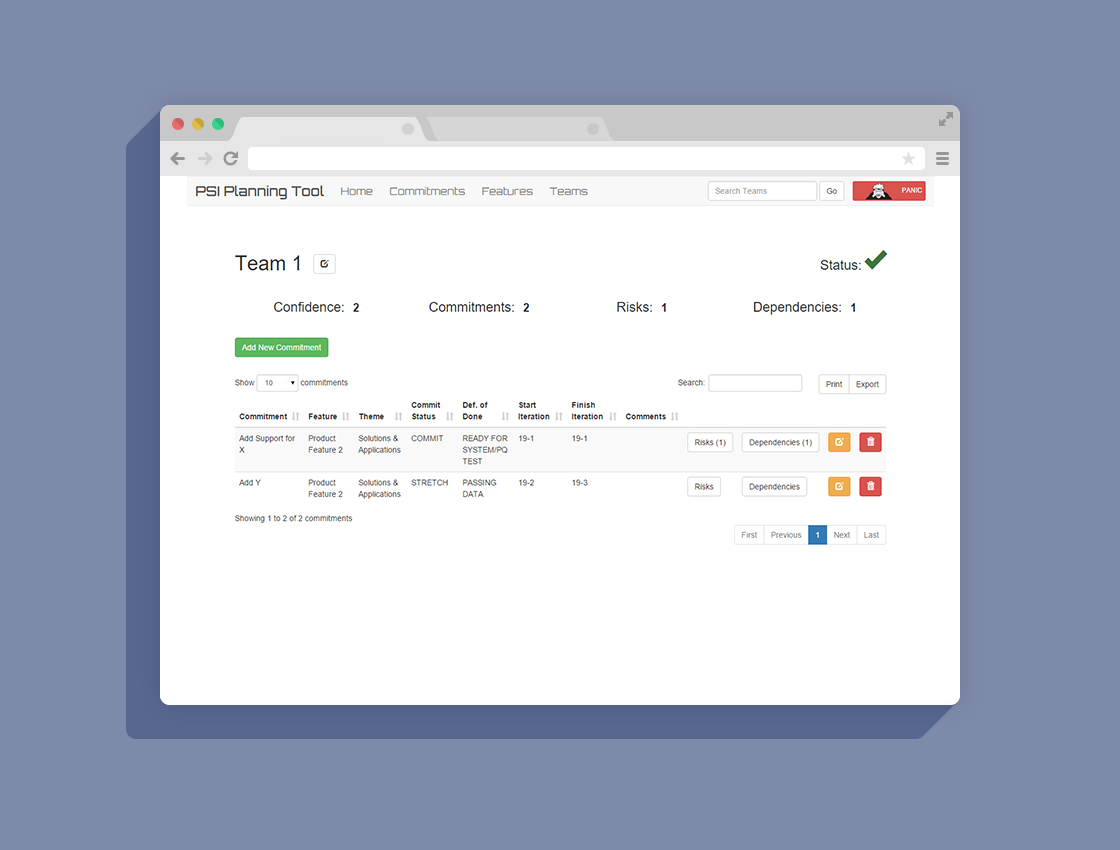 PSI Planning Tool Home Commitments Features Teams Search Teams Go PANIC
Team 1 Status:
Confidence: 2 Commitments: 2 Risks: 1 Dependencies: 1
Add New Commitment
Show 10 commitments Search: Print Export
Commitment Feature Theme Commit Status Def. of Done Start Iteration Finish Iteration Comments
Add Support for X Product Feature 2 Solutions & Applications COMMIT READY FOR SYSTEM/PQ TEST 19-1 19-1 Risks (1) Dependencies (1)
Add Y Product Feature 2 Solutions & Applications STRETCH PASSING DATA 19-2 19-3 Risks Dependencies
Showing 1 to 2 of 2 commitments
First Previous 1 Next Last